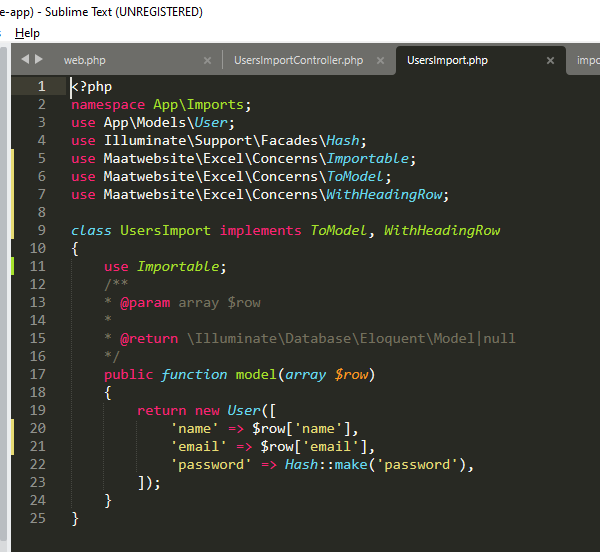 e-app) - Sublime Text (UNREGISTERED)
Help
web.php UsersImportController.php UsersImport.php impo
1 <?php
2 namespace App\Imports;
3 use App\Models\User;
4 use Illuminate\Support\Facades\Hash;
5 use Maatwebsite\Excel\Concerns\Importable;
6 use Maatwebsite\Excel\Concerns\ToModel;
7 use Maatwebsite\Excel\Concerns\WithHeadingRow;
8
9 class UsersImport implements ToModel, WithHeadingRow
10 {
11     use Importable;
12     /**
13     * @param array $row
14     *
15     * @return \Illuminate\Database\Eloquent\Model|null
16     */
17     public function model(array $row)
18     {
19         return new User([
20             'name' => $row['name'],
21             'email' => $row['email'],
22             'password' => Hash::make('password'),
23         ]);
24     }
25 }